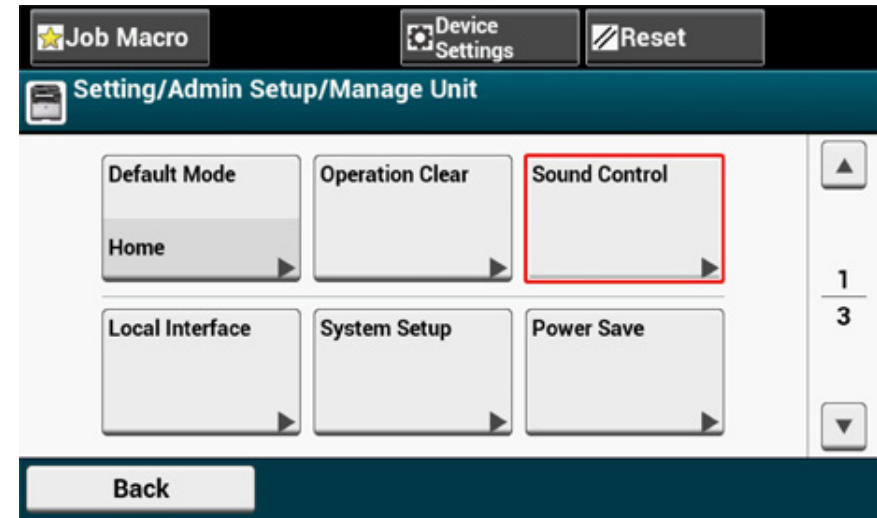 Job Macro
Device
Settings
Reset
Setting/Admin Setup/Manage Unit
Default Mode
Home
Operation Clear
Sound Control
1
3
Local Interface
System Setup
Power Save
Back